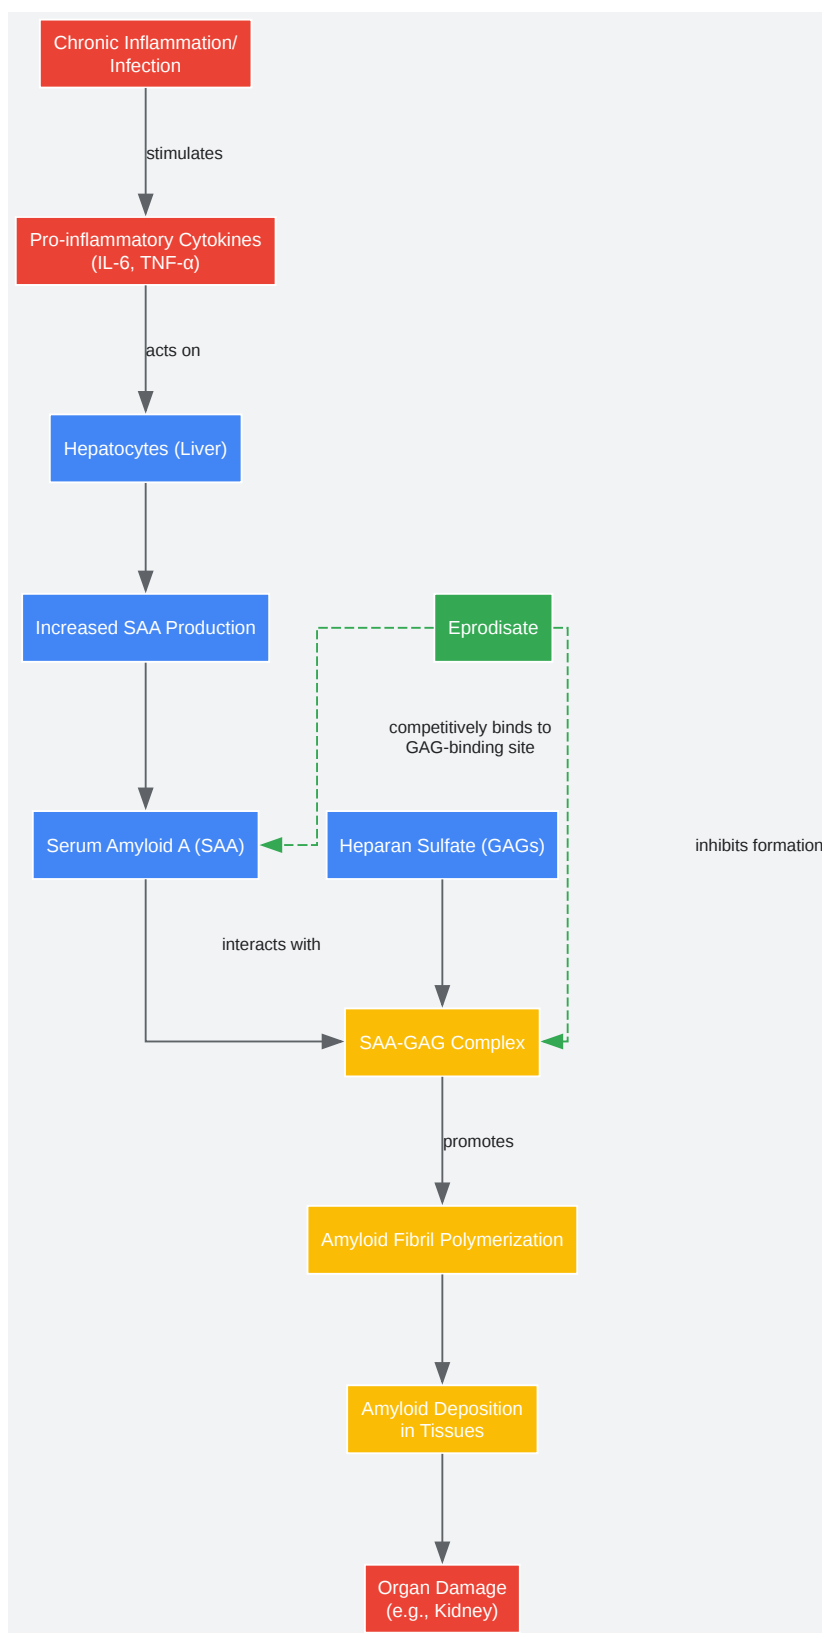 Chronic Inflammation/
Infection
stimulates
Pro-inflammatory Cytokines
(IL-6, TNF-α)
acts on
Hepatocytes (Liver)
Increased SAA Production
Eprodisate
competitively binds to
GAG-binding site
Serum Amyloid A (SAA)
Heparan Sulfate (GAGs)
inhibits formation
interacts with
SAA-GAG Complex
promotes
Amyloid Fibril Polymerization
Amyloid Deposition
in Tissues
Organ Damage
(e.g., Kidney)